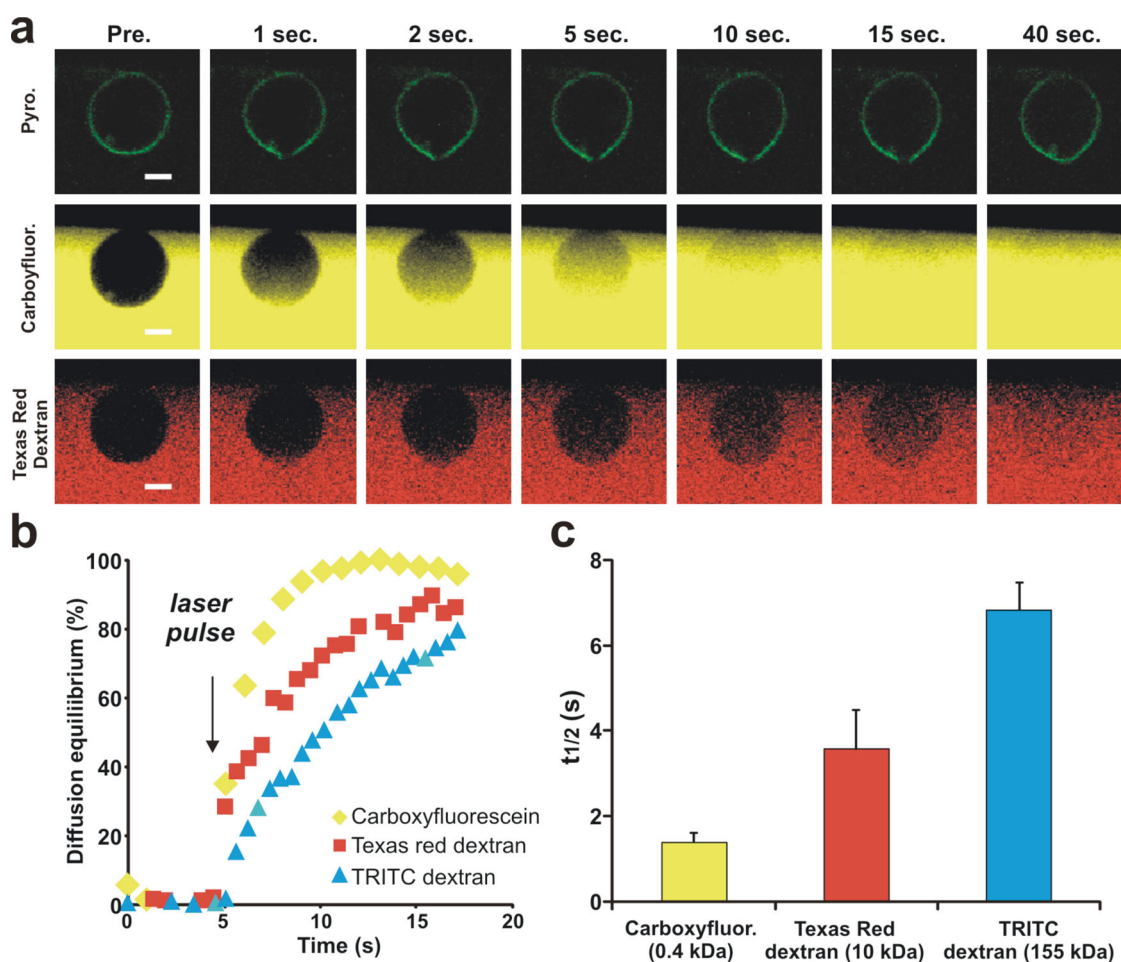 a
Pre. 1 sec. 2 sec. 5 sec. 10 sec. 15 sec. 40 sec.
Pyro.
Carboyfluor.
Texas Red
Dextran
b
Diffusion equiliibrium (%)
100
80
60
40
20
0
laser
pulse
Carboxyfluorescein
Texas red dextran
TRITC dextran
0 5 10 15 20
Time (s)
c
t1/2 (s)
8
6
4
2
0
Carboxyfluor. Texas Red TRITC
(0.4 kDa) dextran (10 kDa) dextran (155 kDa)